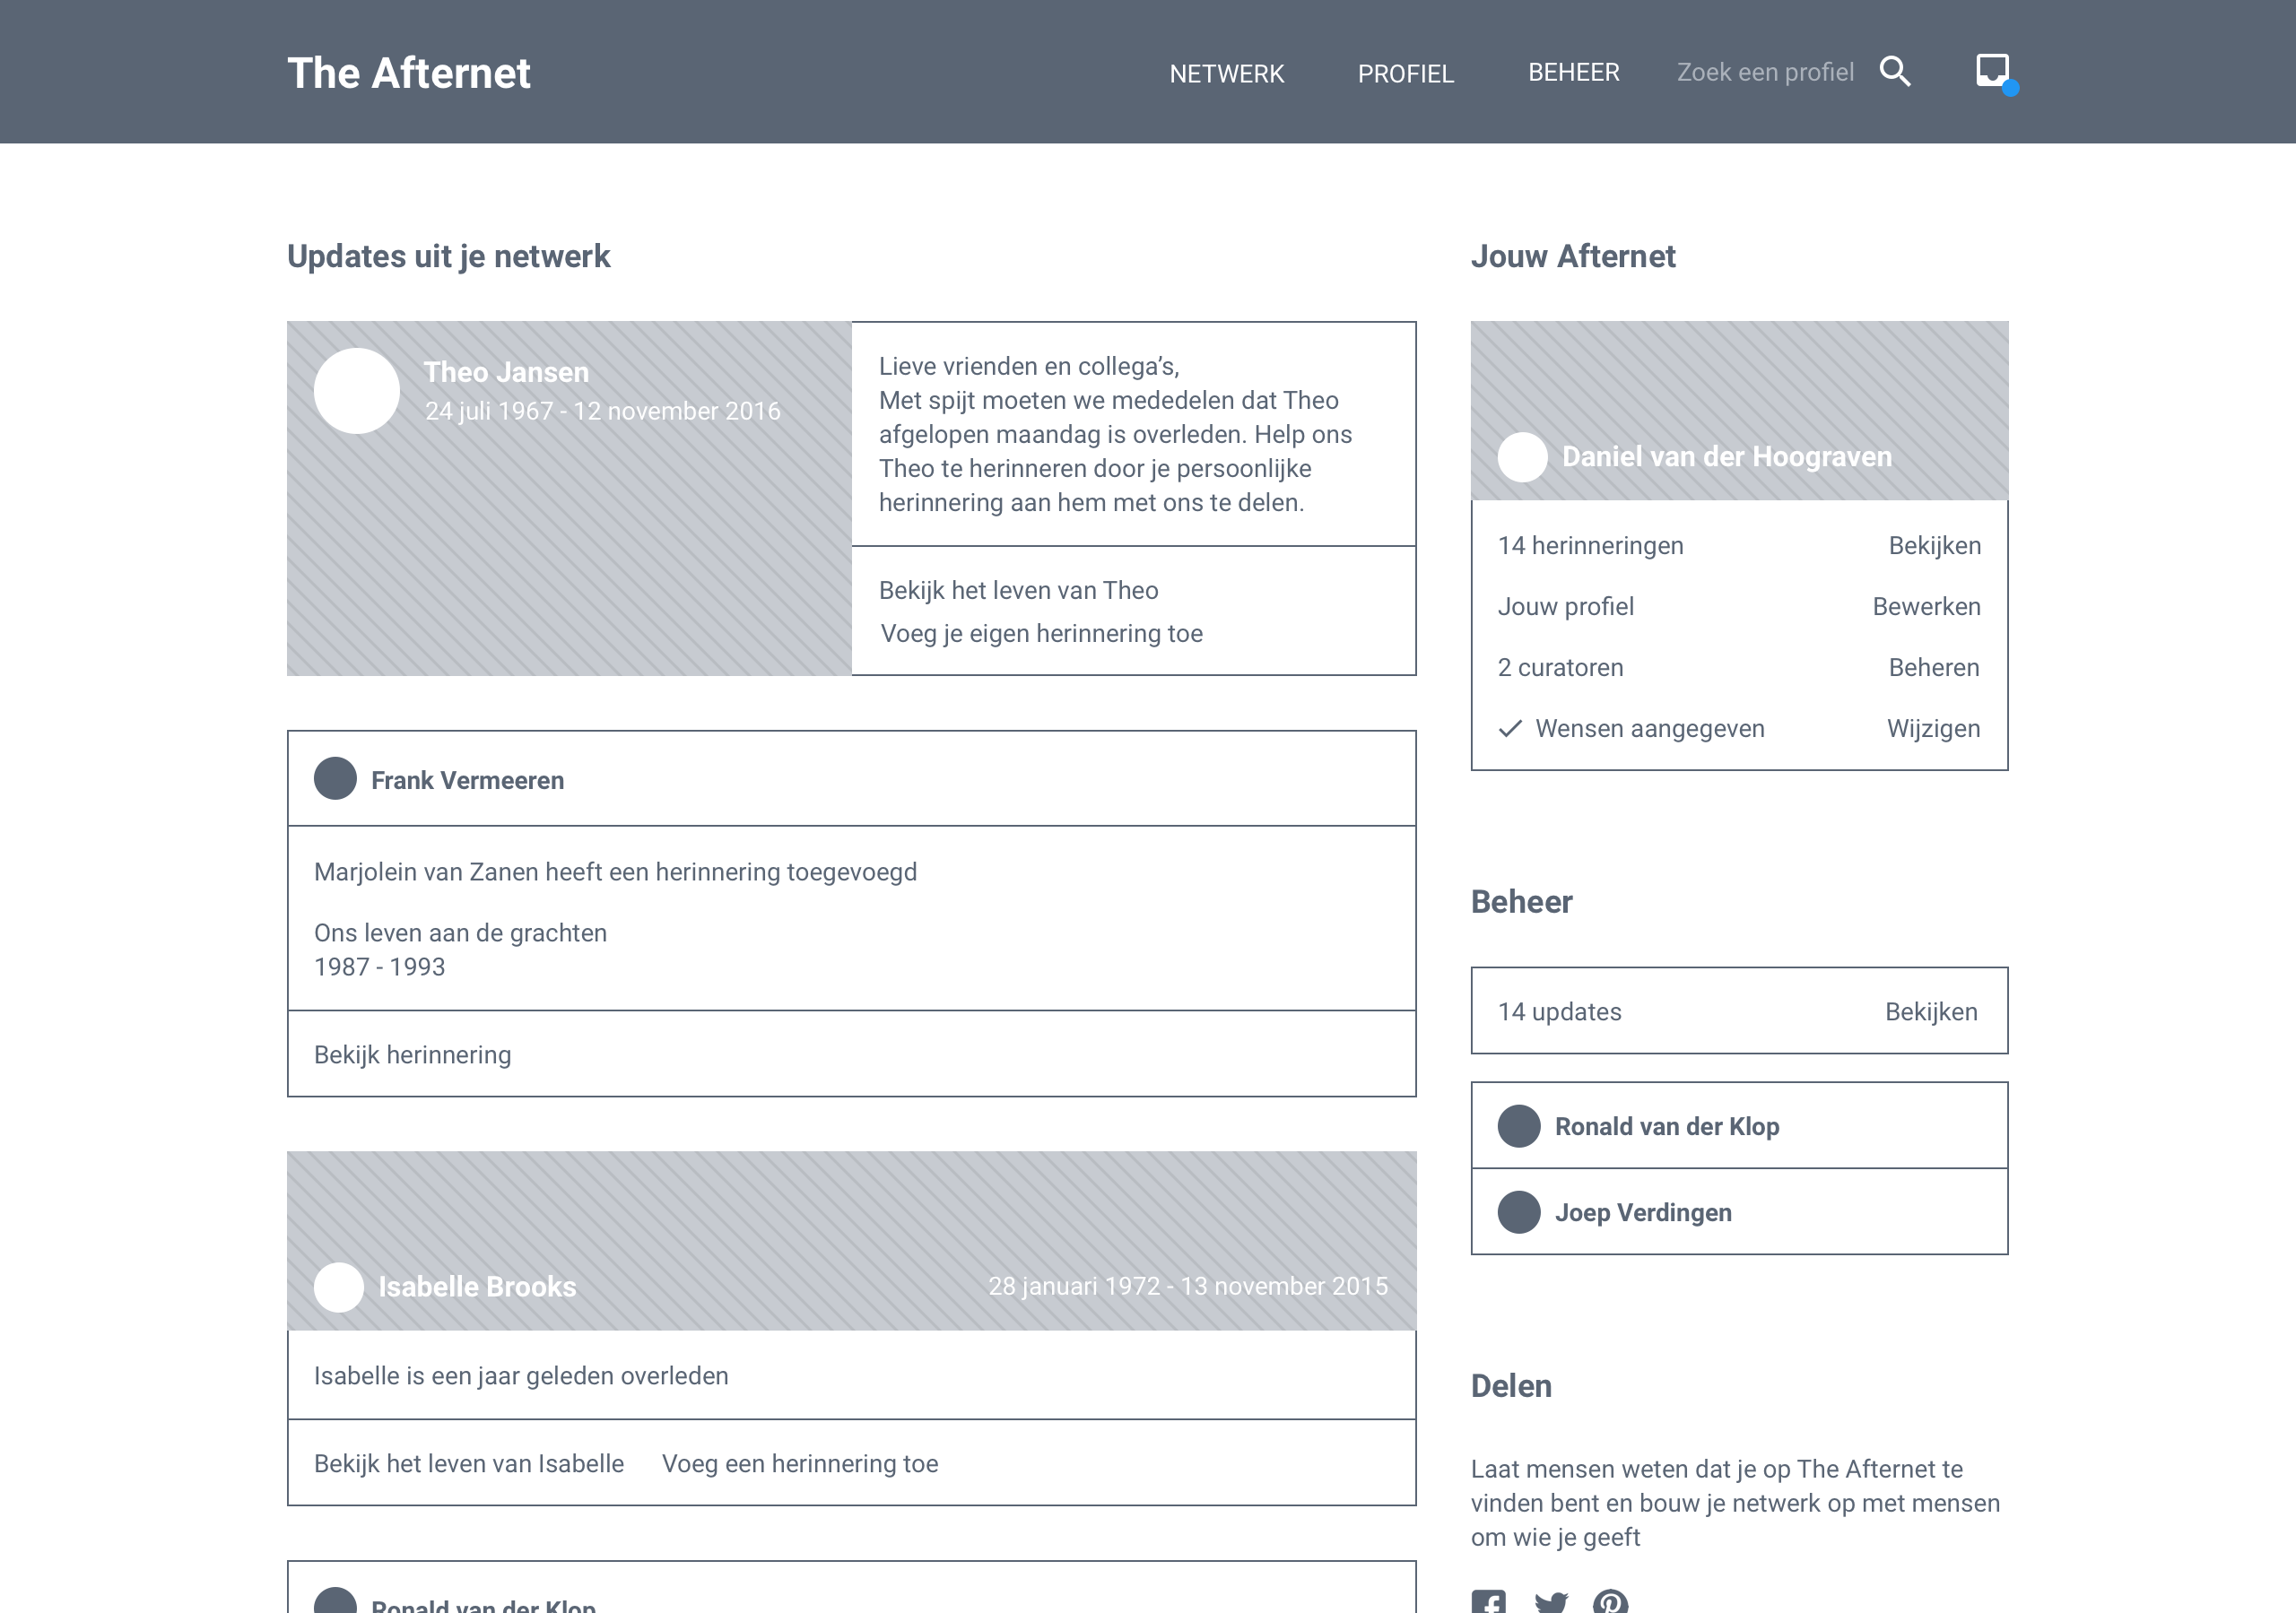 The Afternet
NETWERK
PROFIEL
BEHEER
Zoek een profiel
Updates uit je netwerk
Theo Jansen
24 juli 1967 - 12 november 2016
Lieve vrienden en collega’s,
Met spijt moeten we mededelen dat Theo
afgelopen maandag is overleden. Help ons
Theo te herinneren door je persoonlijke
herinnering aan hem met ons te delen.
Bekijk het leven van Theo
Voeg je eigen herinnering toe
Frank Vermeeren
Marjolein van Zanen heeft een herinnering toegevoegd
Ons leven aan de grachten
1987 - 1993
Bekijk herinnering
Isabelle Brooks
28 januari 1972 - 13 november 2015
Isabelle is een jaar geleden overleden
Bekijk het leven van Isabelle
Voeg een herinnering toe
Ronald van der Klop
Jouw Afternet
Daniel van der Hoograven
14 herinneringen
Bekijken
Jouw profiel
Bewerken
2 curatoren
Beheren
Wensen aangegeven
Wijzigen
Beheer
14 updates
Bekijken
Ronald van der Klop
Joep Verdingen
Delen
Laat mensen weten dat je op The Afternet te
vinden bent en bouw je netwerk op met mensen
om wie je geeft